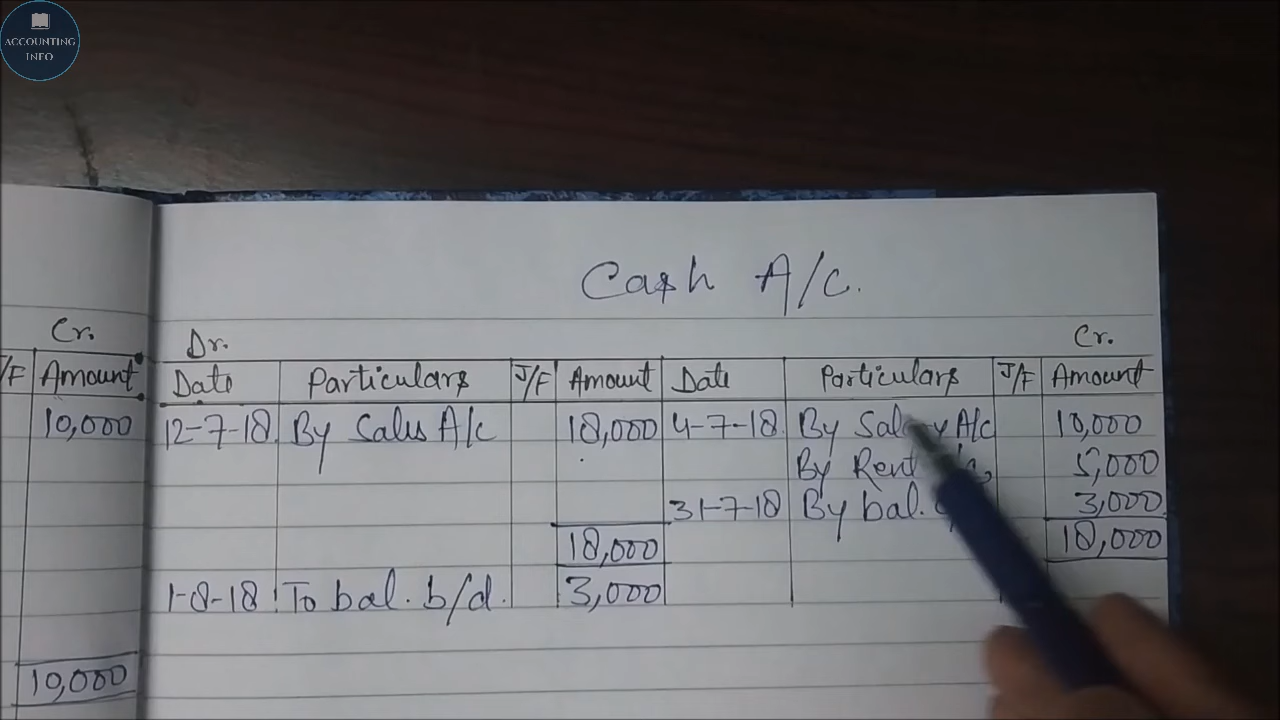 ACCOUNTING
INFO
Cash A/c.
Cr. Dr. Cr.
/F Amount Date Particulars J/F Amount Date Particulars J/F Amount
10,000 12-7-18 By Sales A/c 18,000 4-7-18 By Salary A/c 10,000
By Rent 5,000
31-7-18 By bal. 3,000
18,000 18,000
1-8-18 To bal. b/d. 3,000
10,000